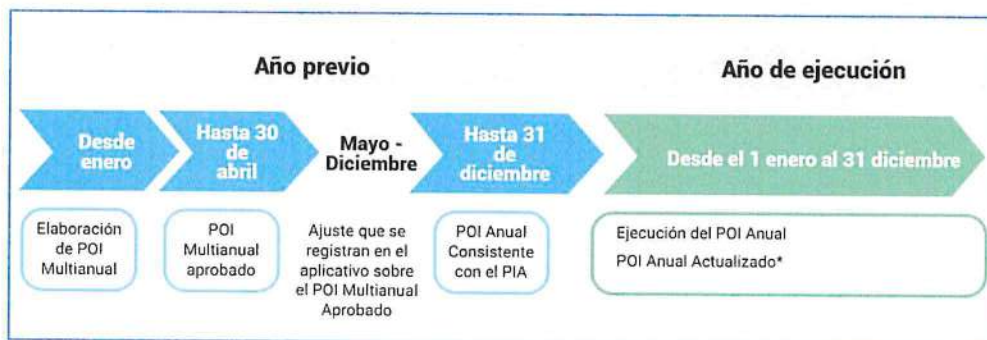 Año previo
Año de ejecución
Desde
enero
Hasta 30
de
abril
Mayo -
Diciembre
Hasta 31
de
diciembre
Desde el 1 enero al 31 diciembre
Elaboración
de POI
Multianual
POI
Multianual
aprobado
Ajuste que se
registran en el
aplicativo sobre
el POI Multianual
Aprobado
POI Anual
Consistente
con el PIA
Ejecución del POI Anual
POI Anual Actualizado*